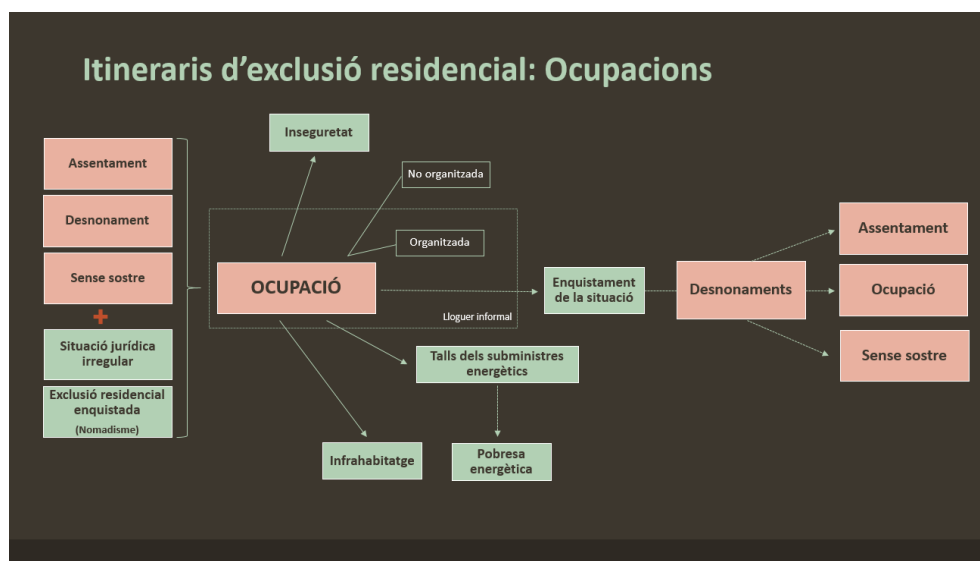 Itineraris d’exclusió residencial: Ocupacions
Assentament
Desnonament
Sense sostre
+
Situació jurídica
irregular
Exclusió residencial
enquistada
(Nomadisme)
Inseguretat
No organitzada
Organitzada
OCUPACIÓ
Lloguer informal
Talls dels subministres
energètics
Infrahabitatge
Pobresa
energètica
Enquistament
de la situació
Desnonaments
Assentament
Ocupació
Sense sostre